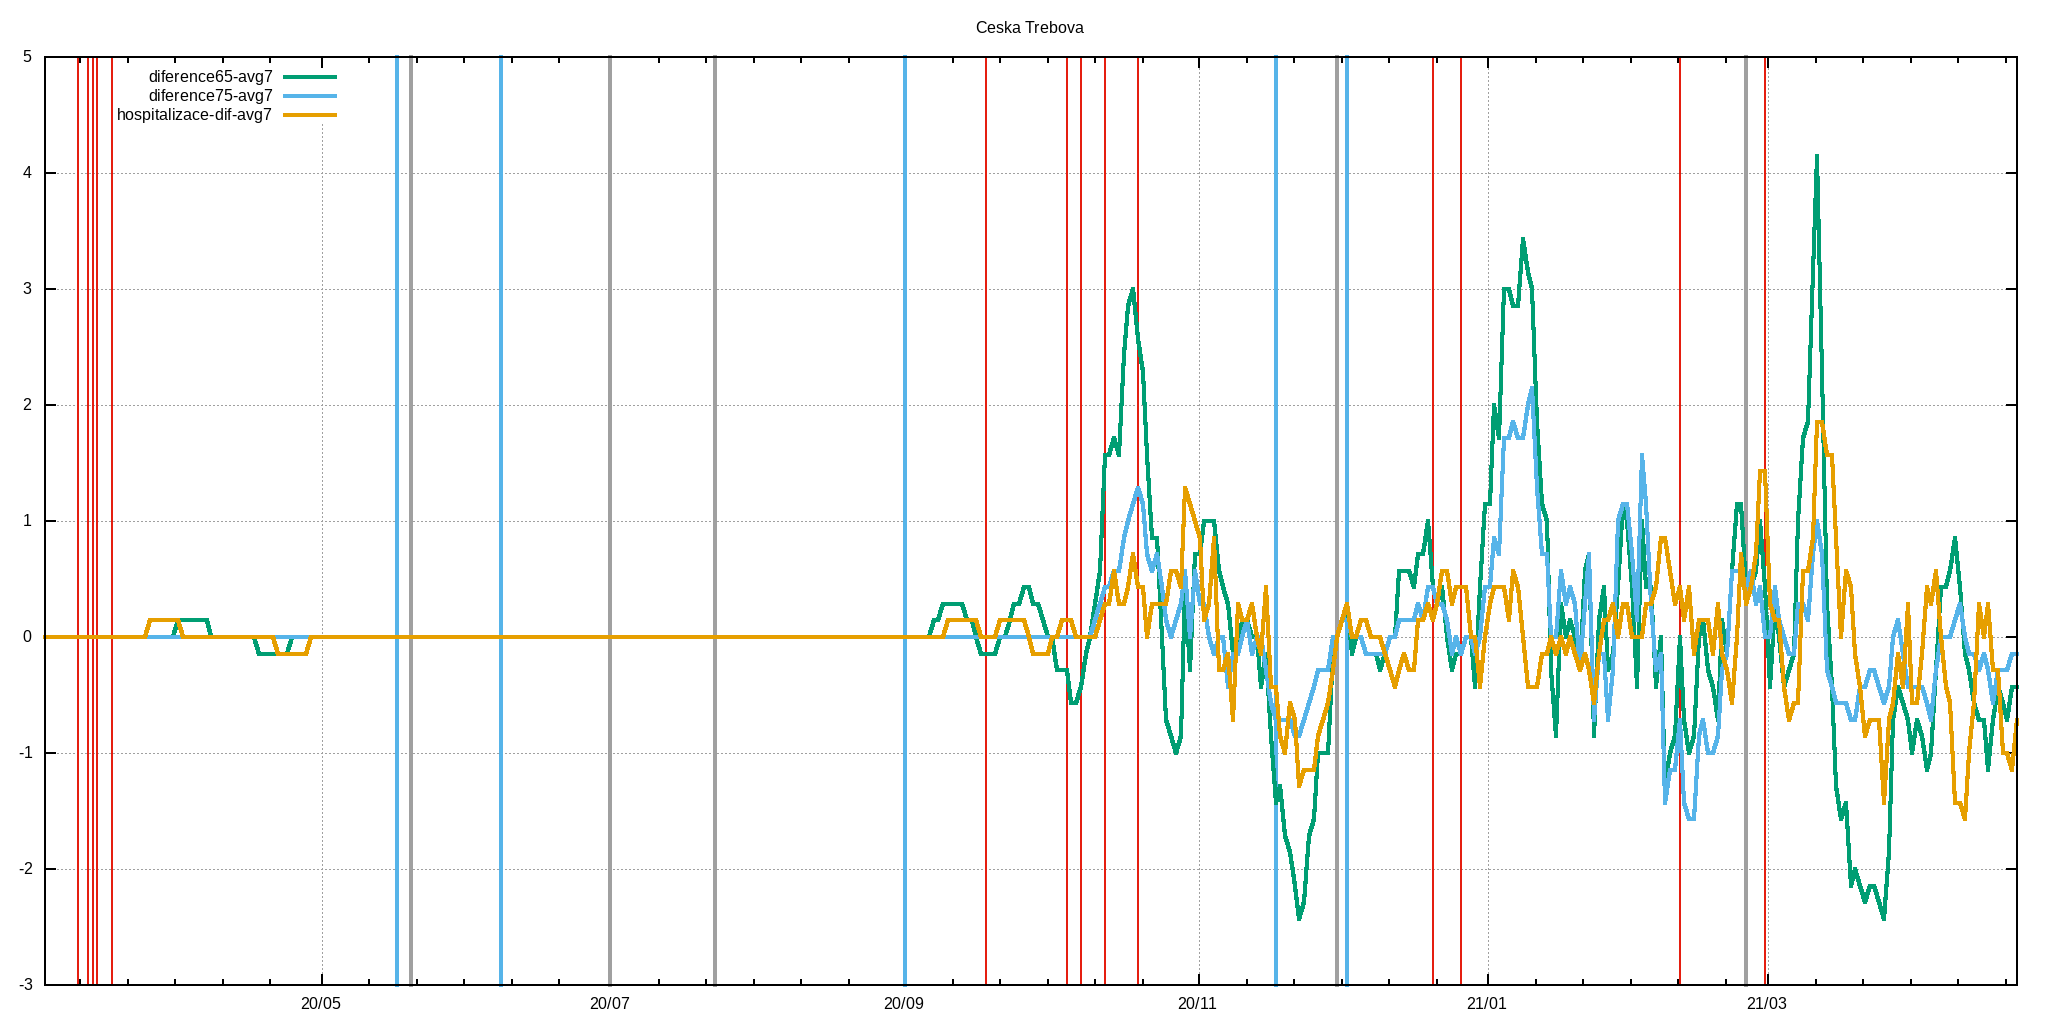 Ceska Trebova
diference65-avg7
diference75-avg7
hospitalizace-dif-avg7
5
4
3
2
1
0
-1
-2
-3
20/05 20/07 20/09 20/11 21/01 21/03